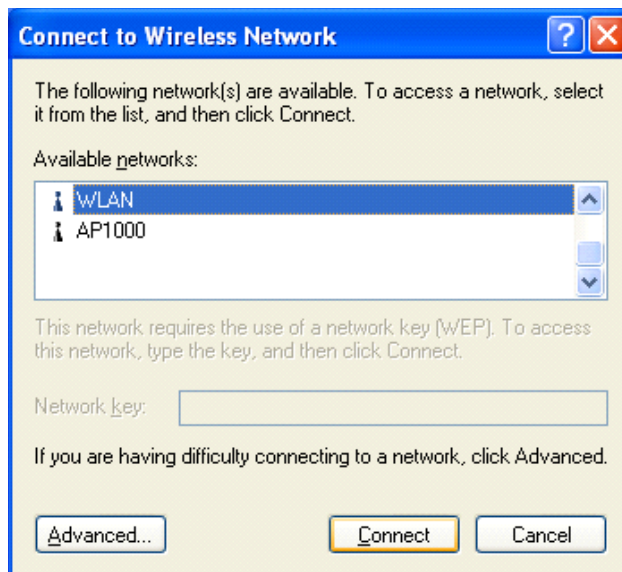 Connect to Wireless Network
The following network(s) are available. To access a network, select
it from the list, and then click Connect.
Available networks:
WLAN
AP1000
This network requires the use of a network key (WEP). To access
this network, type the key, and then click Connect.
Network key:
If you are having difficulty connecting to a network, click Advanced.
Advanced... Connect Cancel